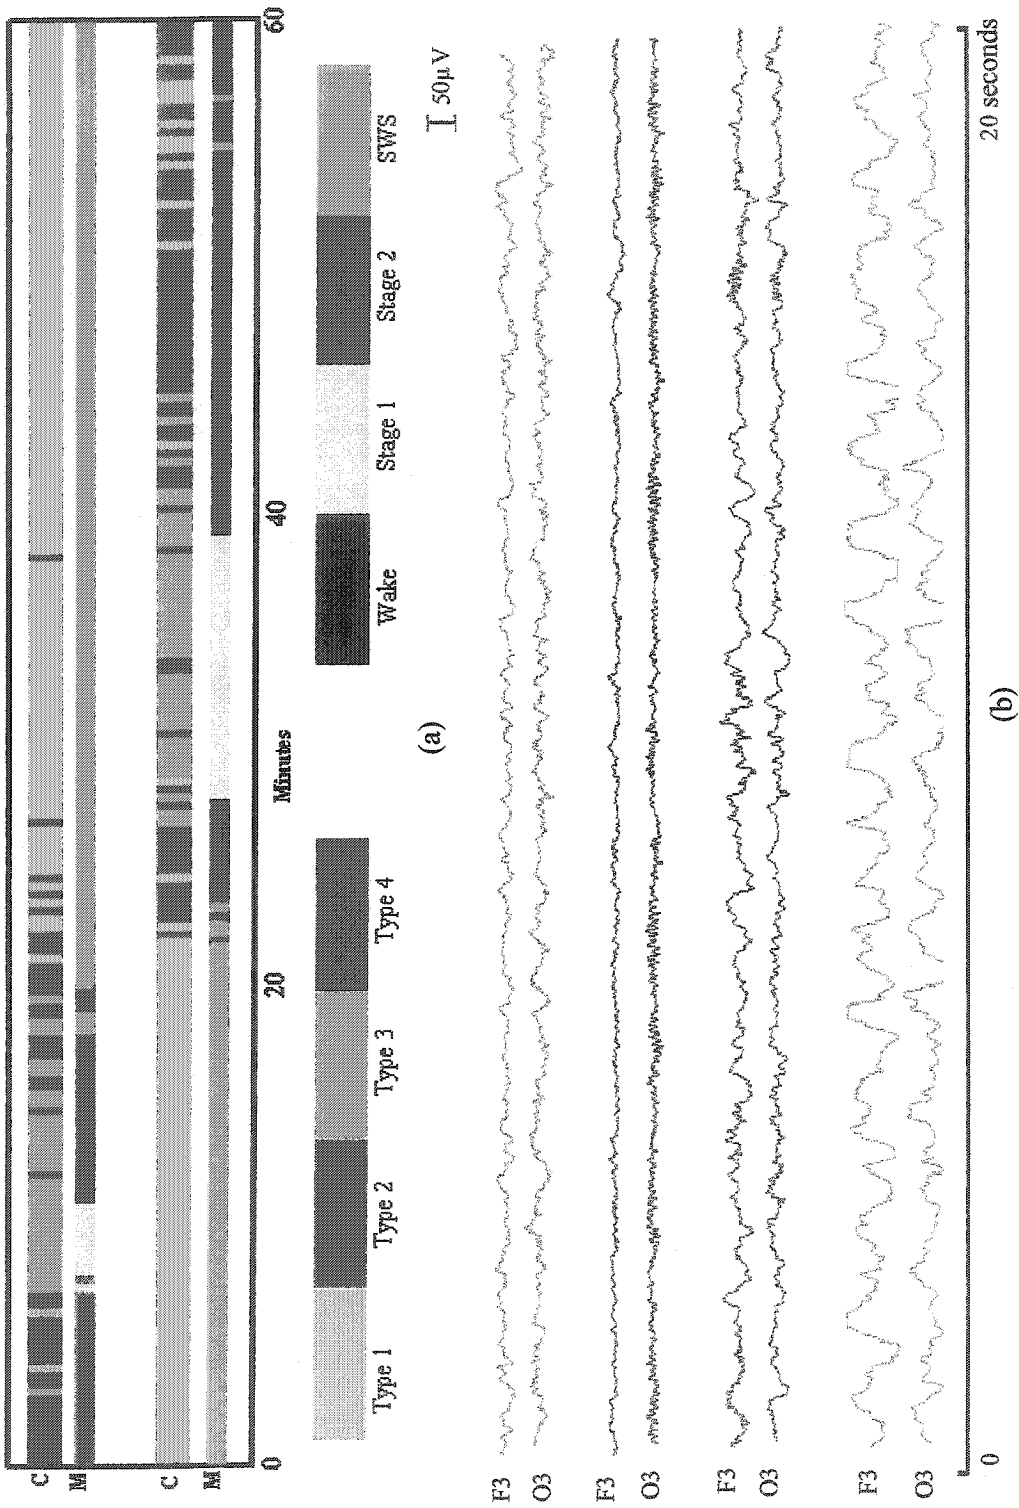 C
M
C
M
0
20
40
60
Minutes
Type 1
Type 2
Type 3
Type 4
Wake
Stage 1
Stage 2
SWS
(a)
50μV
F3
O3
F3
O3
F3
O3
F3
O3
0
20 seconds
(b)